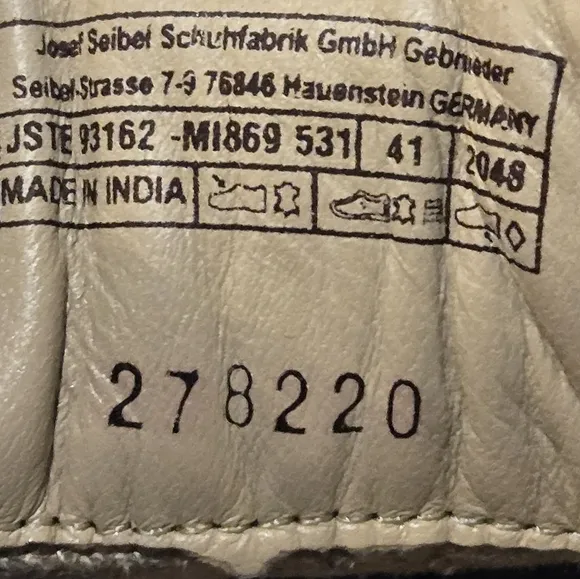 Josef Seibel Schuhfabrik GmbH Gebrueder
Seibel-Strasse 7-9 76846 Hauenstein GERMANY
JSTE 93162 -MI869 531 41 2048
MADE IN INDIA
278220